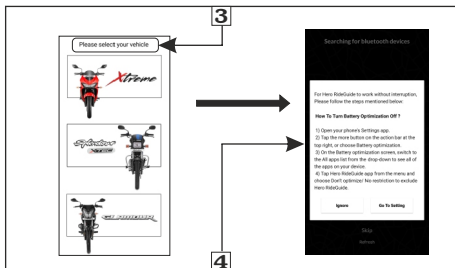 3
Please select your vehicle
Xtreme
Splendor
GLAMOUR
Searching for bluetooth devices
For Hero RideGuide to work without interruption,
Please follow the steps mentioned below
How To Turn Battery Optimization Off ?
1) Open your phone's Settings app.
2) Tap the more button on the action bar at the
top right, or choose Battery optimization.
3) On the Battery optimization screen, switch to
the All apps list from the drop-down to see all of
the apps on your device.
4) Tap Hero RideGuide app from the menu and
choose Don't optimize/ No restriction to exclude
Hero RideGuide.
Ignore
Go To Setting
Skip
Refresh
4